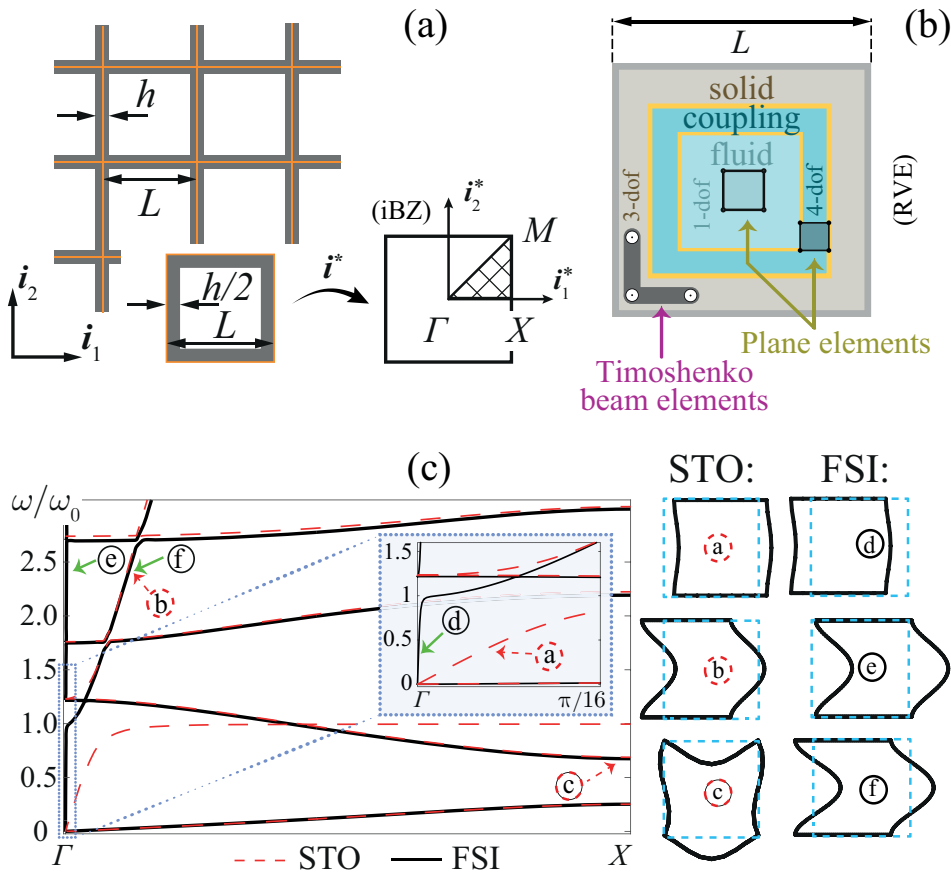 (a)
h
L
i₂
i₁
h/2
L
i*
(iBZ)
i₂*
M
i₁*
Γ
X
(b)
L
solid
coupling
fluid
3-dof
1-dof
4-dof
(RVE)
Plane elements
Timoshenko
beam elements
(c)
ω/ω₀
2.5
2.0
1.5
1.0
0.5
0
e
f
b
1.5
1
0.5
0
d
a
Γ
π/16
c
Γ
X
STO
FSI
STO:
FSI:
a
d
b
e
c
f